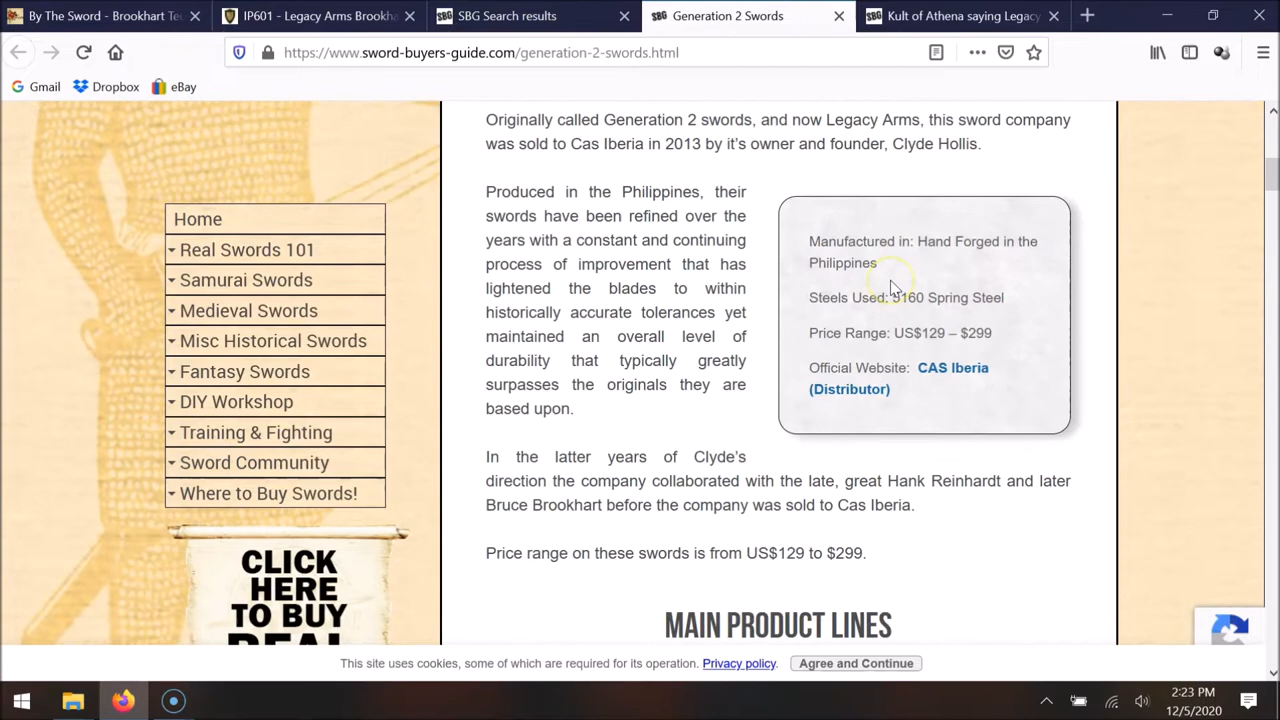 By The Sword - Brookhart Te
IP601 - Legacy Arms Brookha
SBG Search results
Generation 2 Swords
Kult of Athena saying Legacy
https://www.sword-buyers-guide.com/generation-2-swords.html
Gmail
Dropbox
eBay
Originally called Generation 2 swords, and now Legacy Arms, this sword company
was sold to Cas Iberia in 2013 by it's owner and founder, Clyde Hollis.
Home
Real Swords 101
Samurai Swords
Medieval Swords
Misc Historical Swords
Fantasy Swords
DIY Workshop
Training & Fighting
Sword Community
Where to Buy Swords!
CLICK
HERE
TO BUY
REAL
Produced in the Philippines, their
swords have been refined over the
years with a constant and continuing
process of improvement that has
lightened the blades to within
historically accurate tolerances yet
maintained an overall level of
durability that typically greatly
surpasses the originals they are
based upon.
Manufactured in: Hand Forged in the
Philippines
Steels Used: 5160 Spring Steel
Price Range: US$129 – $299
Official Website: CAS Iberia
(Distributor)
In the latter years of Clyde's
direction the company collaborated with the late, great Hank Reinhardt and later
Bruce Brookhart before the company was sold to Cas Iberia.
Price range on these swords is from US$129 to $299.
MAIN PRODUCT LINES
This site uses cookies, some of which are required for its operation. Privacy policy. Agree and Continue
2:23 PM
12/5/2020